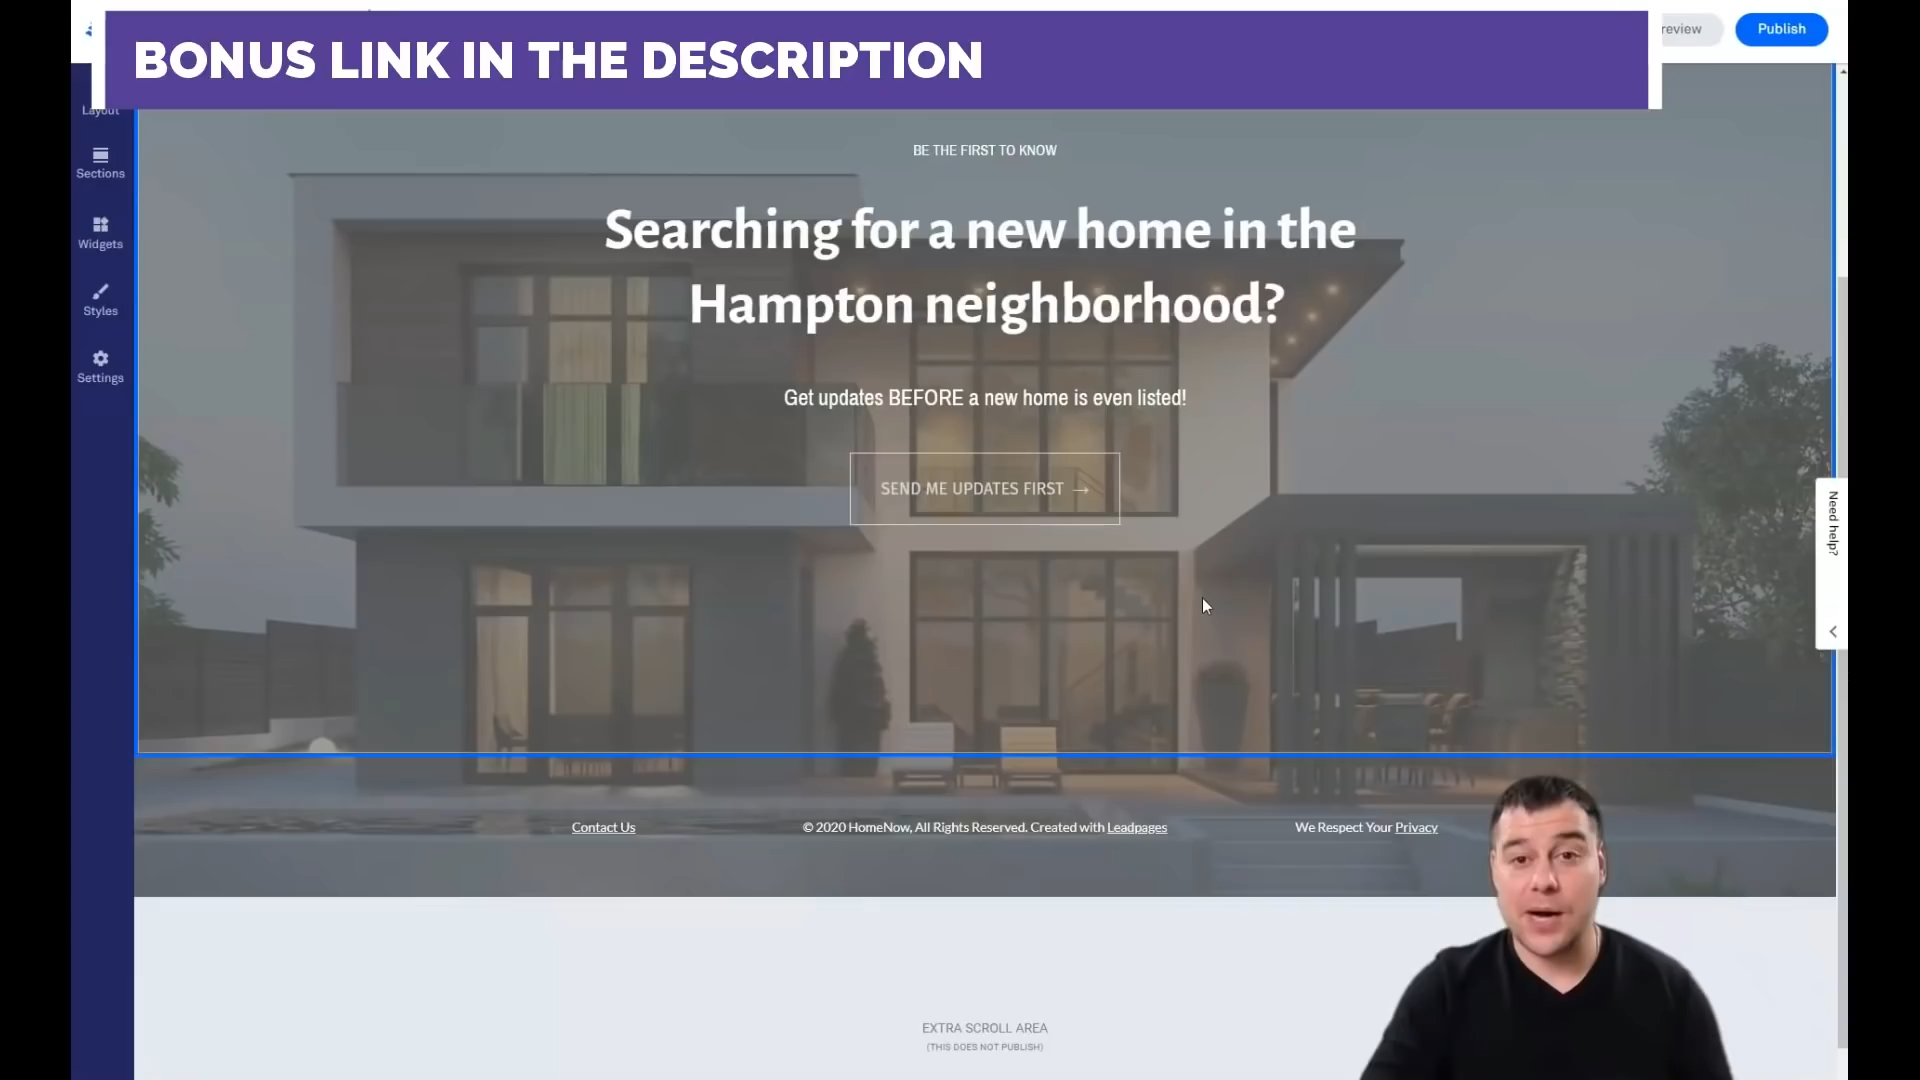 BONUS LINK IN THE DESCRIPTION
review
Publish
Layout
Sections
Widgets
Styles
Settings
BE THE FIRST TO KNOW
Searching for a new home in the
Hampton neighborhood?
Get updates BEFORE a new home is even listed!
SEND ME UPDATES FIRST →
Need help?
Contact Us
© 2020 HomeNow, All Rights Reserved. Created with Leadpages
We Respect Your Privacy
EXTRA SCROLL AREA
(THIS DOES NOT PUBLISH)